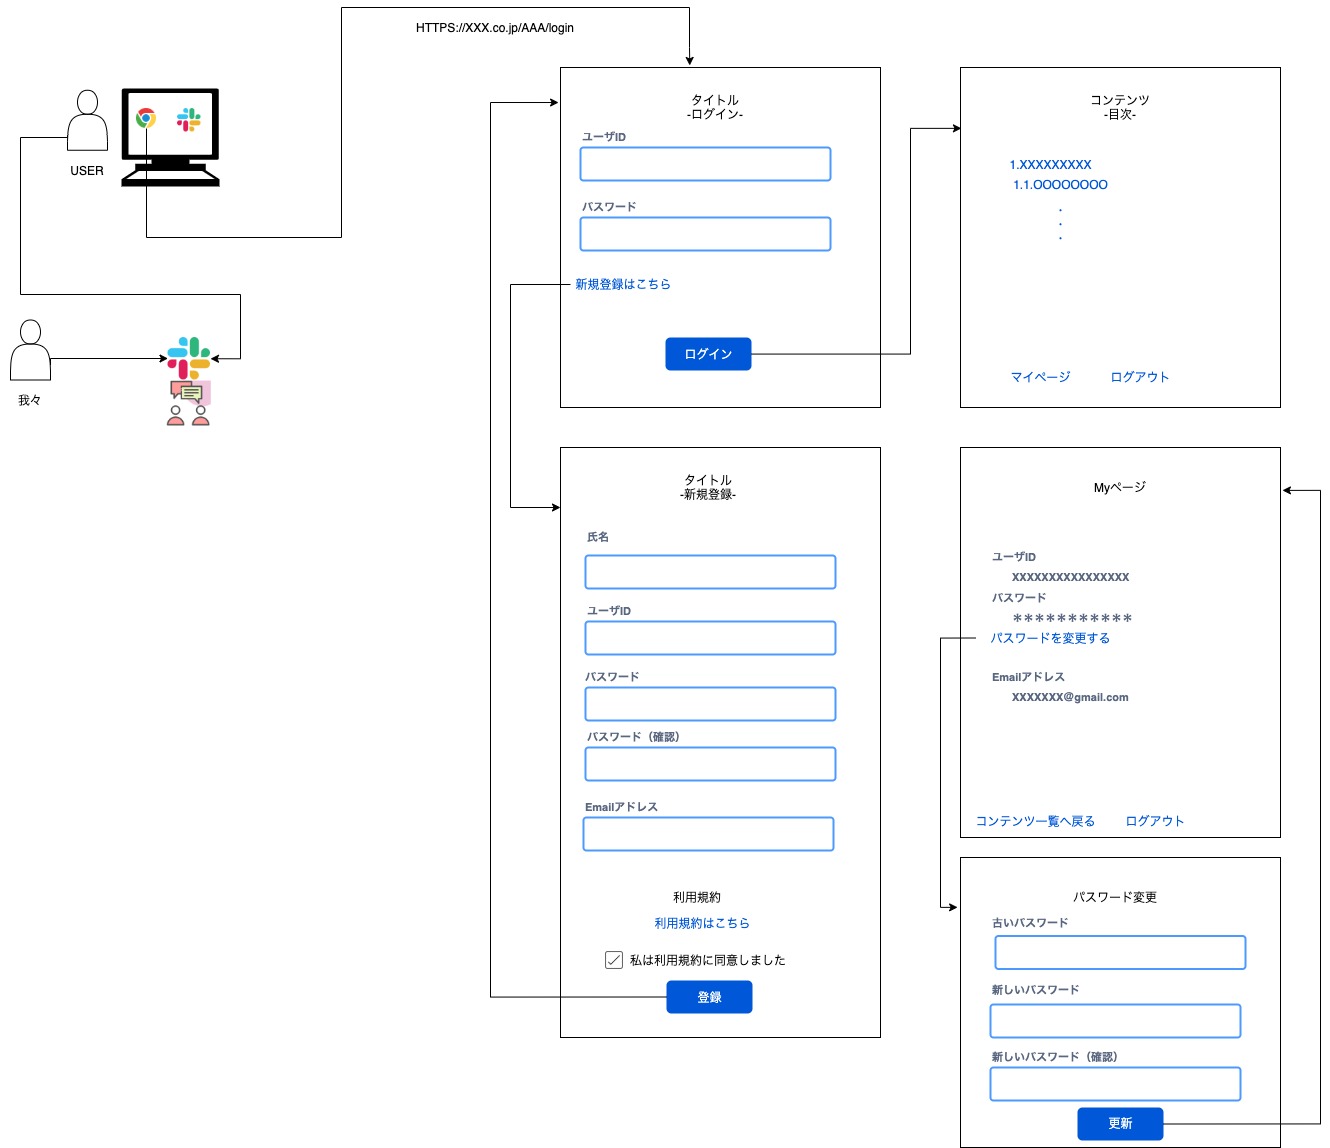 HTTPS://XXX.co.jp/AAA/login
USER
我々
タイトル
-ログイン-
ユーザID
パスワード
新規登録はこちら
ログイン
コンテンツ
-目次-
1.XXXXXXXXX
1.1.OOOOOOOO
.
.
.
マイページ
ログアウト
タイトル
-新規登録-
氏名
ユーザID
パスワード
パスワード（確認）
Emailアドレス
利用規約
利用規約はこちら
私は利用規約に同意しました
登録
Myページ
ユーザID
XXXXXXXXXXXXXXXX
パスワード
***********
パスワードを変更する
Emailアドレス
XXXXXXX@gmail.com
コンテンツ一覧へ戻る
ログアウト
パスワード変更
古いパスワード
新しいパスワード
新しいパスワード（確認）
更新